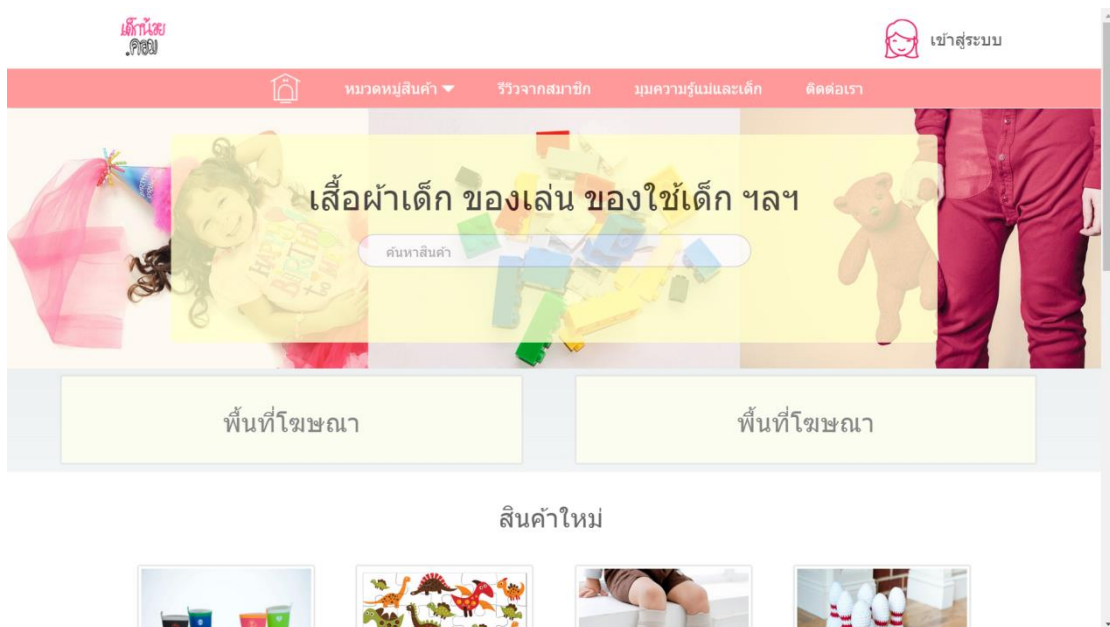 เด็กน้อย
.คอม
เข้าสู่ระบบ
หมวดหมู่สินค้า รีวิวจากสมาชิก มุมความรู้แม่และเด็ก ติดต่อเรา
เสื้อผ้าเด็ก ของเล่น ของใช้เด็ก ฯลฯ
ค้นหาสินค้า
HAPPY
BIRTHDAY
to ME
พื้นที่โฆษณา พื้นที่โฆษณา
สินค้าใหม่